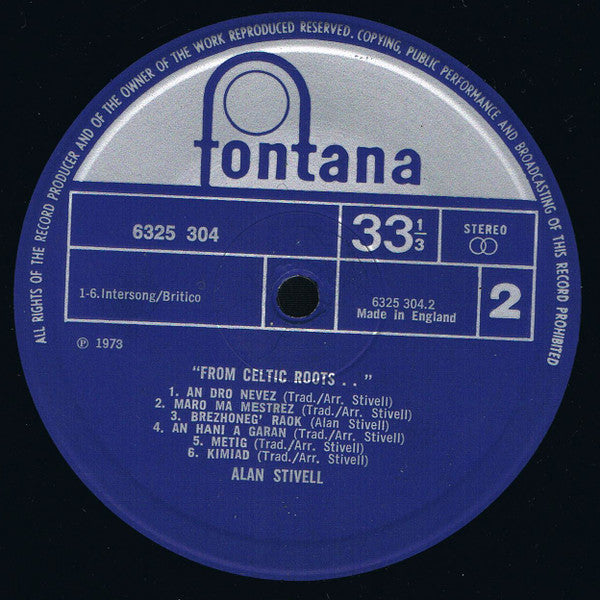 ALL RIGHTS OF THE RECORD PRODUCER AND OF THE OWNER OF THE WORK REPRODUCED RESERVED. COPYING, PUBLIC PERFORMANCE AND BROADCASTING OF THIS RECORD PROHIBITED
fontana
6325 304
33 1/3
STEREO
1-6. Intersong/Britico
6325 304.2
Made in England
2
℗ 1973
"FROM CELTIC ROOTS . . "
1. AN DRO NEVEZ (Trad./Arr. Stivell)
2. MARO MA MESTREZ (Trad./Arr. Stivell)
3. BREZHONEG' RAOK (Alan Stivell)
4. AN HANI A GARAN (Trad./Arr. Stivell)
5. METIG (Trad./Arr. Stivell)
6. KIMIAD (Trad./Arr. Stivell)
ALAN STIVELL